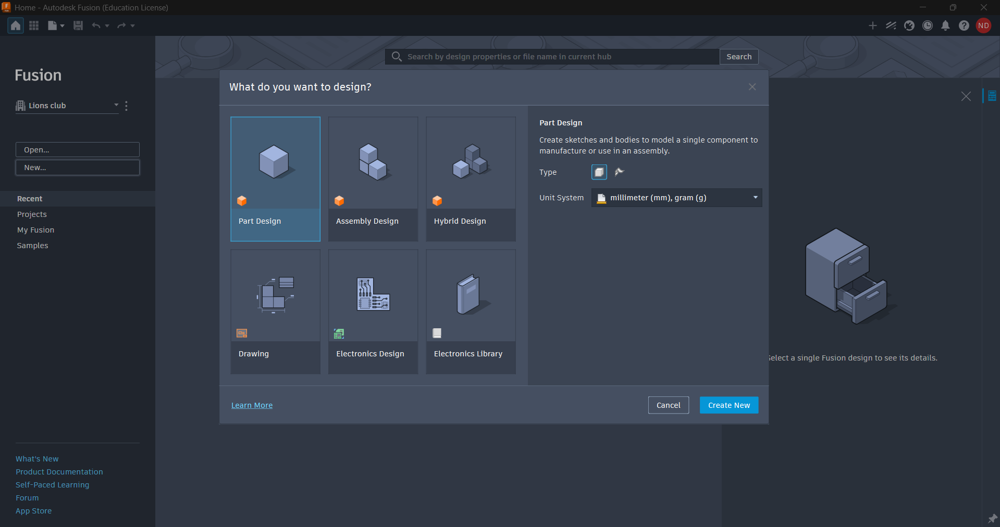 Home - Autodesk Fusion (Education License)
ND
Search by design properties or file name in current hub
Search
Fusion
Lions club
Open...
New...
Recent
Projects
My Fusion
Samples
What's New
Product Documentation
Self-Paced Learning
Forum
App Store
What do you want to design?
Part Design
Assembly Design
Hybrid Design
Drawing
Electronics Design
Electronics Library
Part Design
Create sketches and bodies to model a single component to
manufacture or use in an assembly.
Type
Unit System
millimeter (mm), gram (g)
Learn More
Cancel
Create New
Select a single Fusion design to see its details.